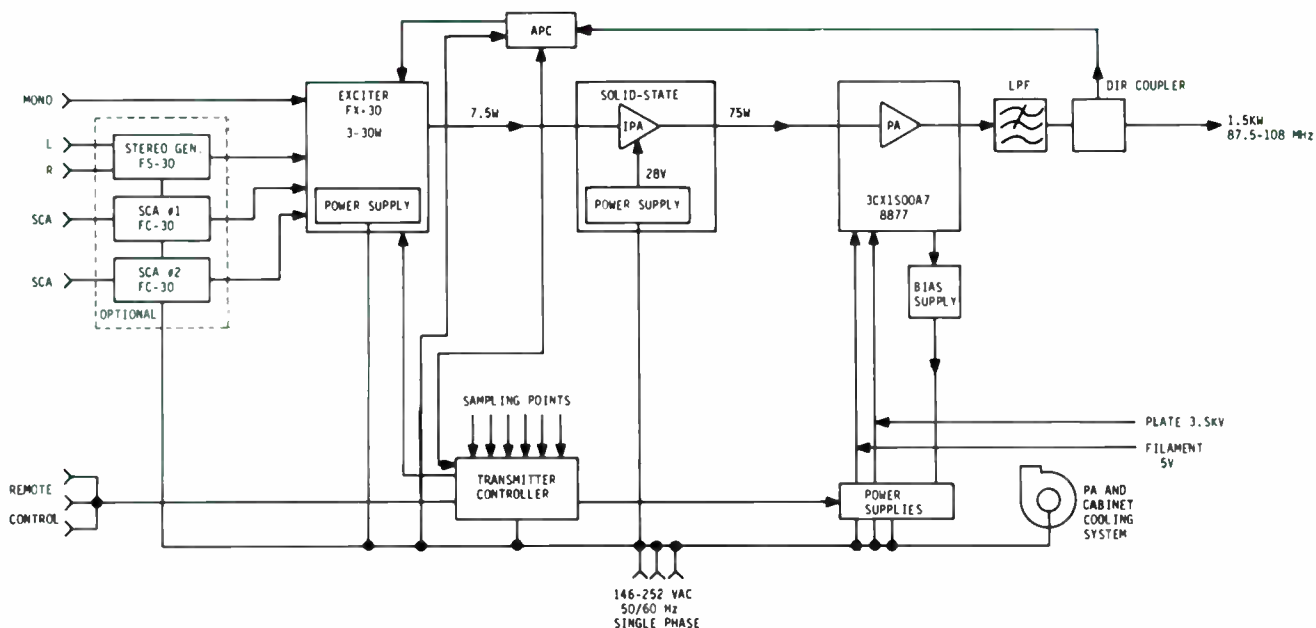 APC
MONO
EXCITER
FX-30
3-30W
POWER SUPPLY
L
R
STEREO GEN.
FS-30
SCA
SCA #1
FC-30
SCA
SCA #2
FC-30
OPTIONAL
7.5W
SOLID-STATE
IPA
28V
POWER SUPPLY
75W
PA
3CX1500A7
8877
LPF
DIR COUPLER
1.5KW
87.5-108 MHz
BIAS
SUPPLY
SAMPLING POINTS
TRANSMITTER
CONTROLLER
REMOTE
CONTROL
PLATE 3.5KV
FILAMENT
5V
POWER
SUPPLIES
PA AND
CABINET
COOLING
SYSTEM
146-252 VAC
50/60 Hz
SINGLE PHASE